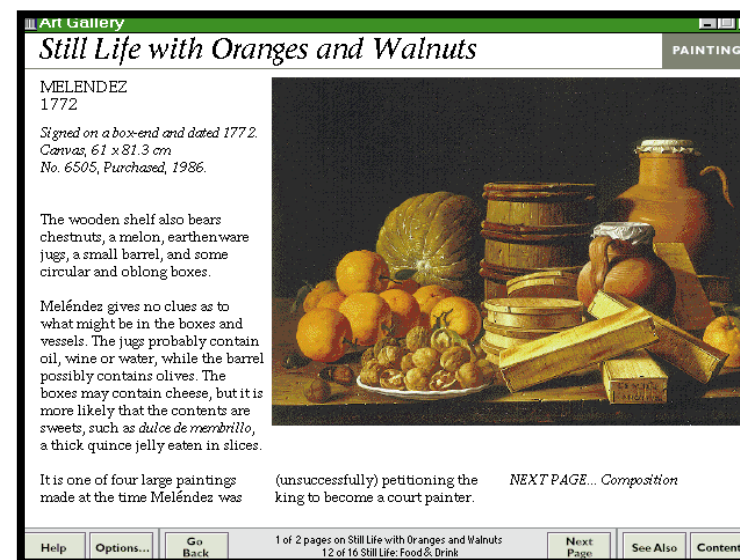 Art Gallery
Still Life with Oranges and Walnuts
PAINTING
MELENDEZ
1772
Signed on a box-end and dated 1772.
Canvas, 61 x 81.3 cm
No. 6505, Purchased, 1986.
The wooden shelf also bears
chestnuts, a melon, earthenware
jugs, a small barrel, and some
circular and oblong boxes.
Meléndez gives no clues as to
what might be in the boxes and
vessels. The jugs probably contain
oil, wine or water, while the barrel
possibly contains olives. The
boxes may contain cheese, but it is
more likely that the contents are
sweets, such as dulce de membrillo,
a thick quince jelly eaten in slices.
It is one of four large paintings
made at the time Meléndez was
(unsuccessfully) petitioning the
king to become a court painter.
NEXT PAGE... Composition
Help
Options...
Go
Back
1 of 2 pages on Still Life with Oranges and Walnuts
12 of 16 Still Life: Food & Drink
Next
Page
See Also
Content